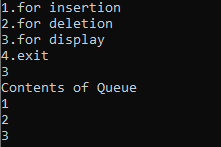 1.for insertion
2.for deletion
3.for display
4.exit
3
Contents of Queue
1
2
3